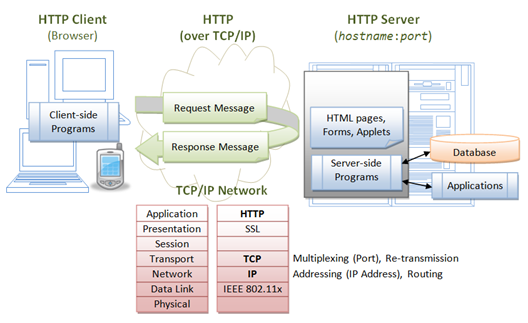 HTTP Client
(Browser)
HTTP
(over TCP/IP)
HTTP Server
(hostname:port)
Client-side
Programs
Request Message
Response Message
HTML pages,
Forms, Applets
Server-side
Programs
Database
Applications
TCP/IP Network
Application HTTP
Presentation SSL
Session
Transport TCP Multiplexing (Port), Re-transmission
Network IP Addressing (IP Address), Routing
Data Link IEEE 802.11x
Physical